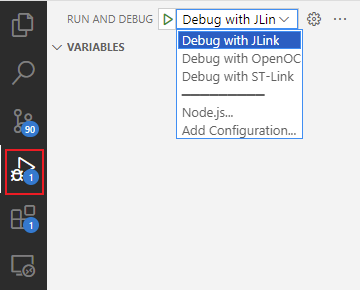 RUN AND DEBUG
Debug with JLin
VARIABLES
Debug with JLink
Debug with OpenOC
Debug with ST-Link
Node.js...
Add Configuration...
90
1
1